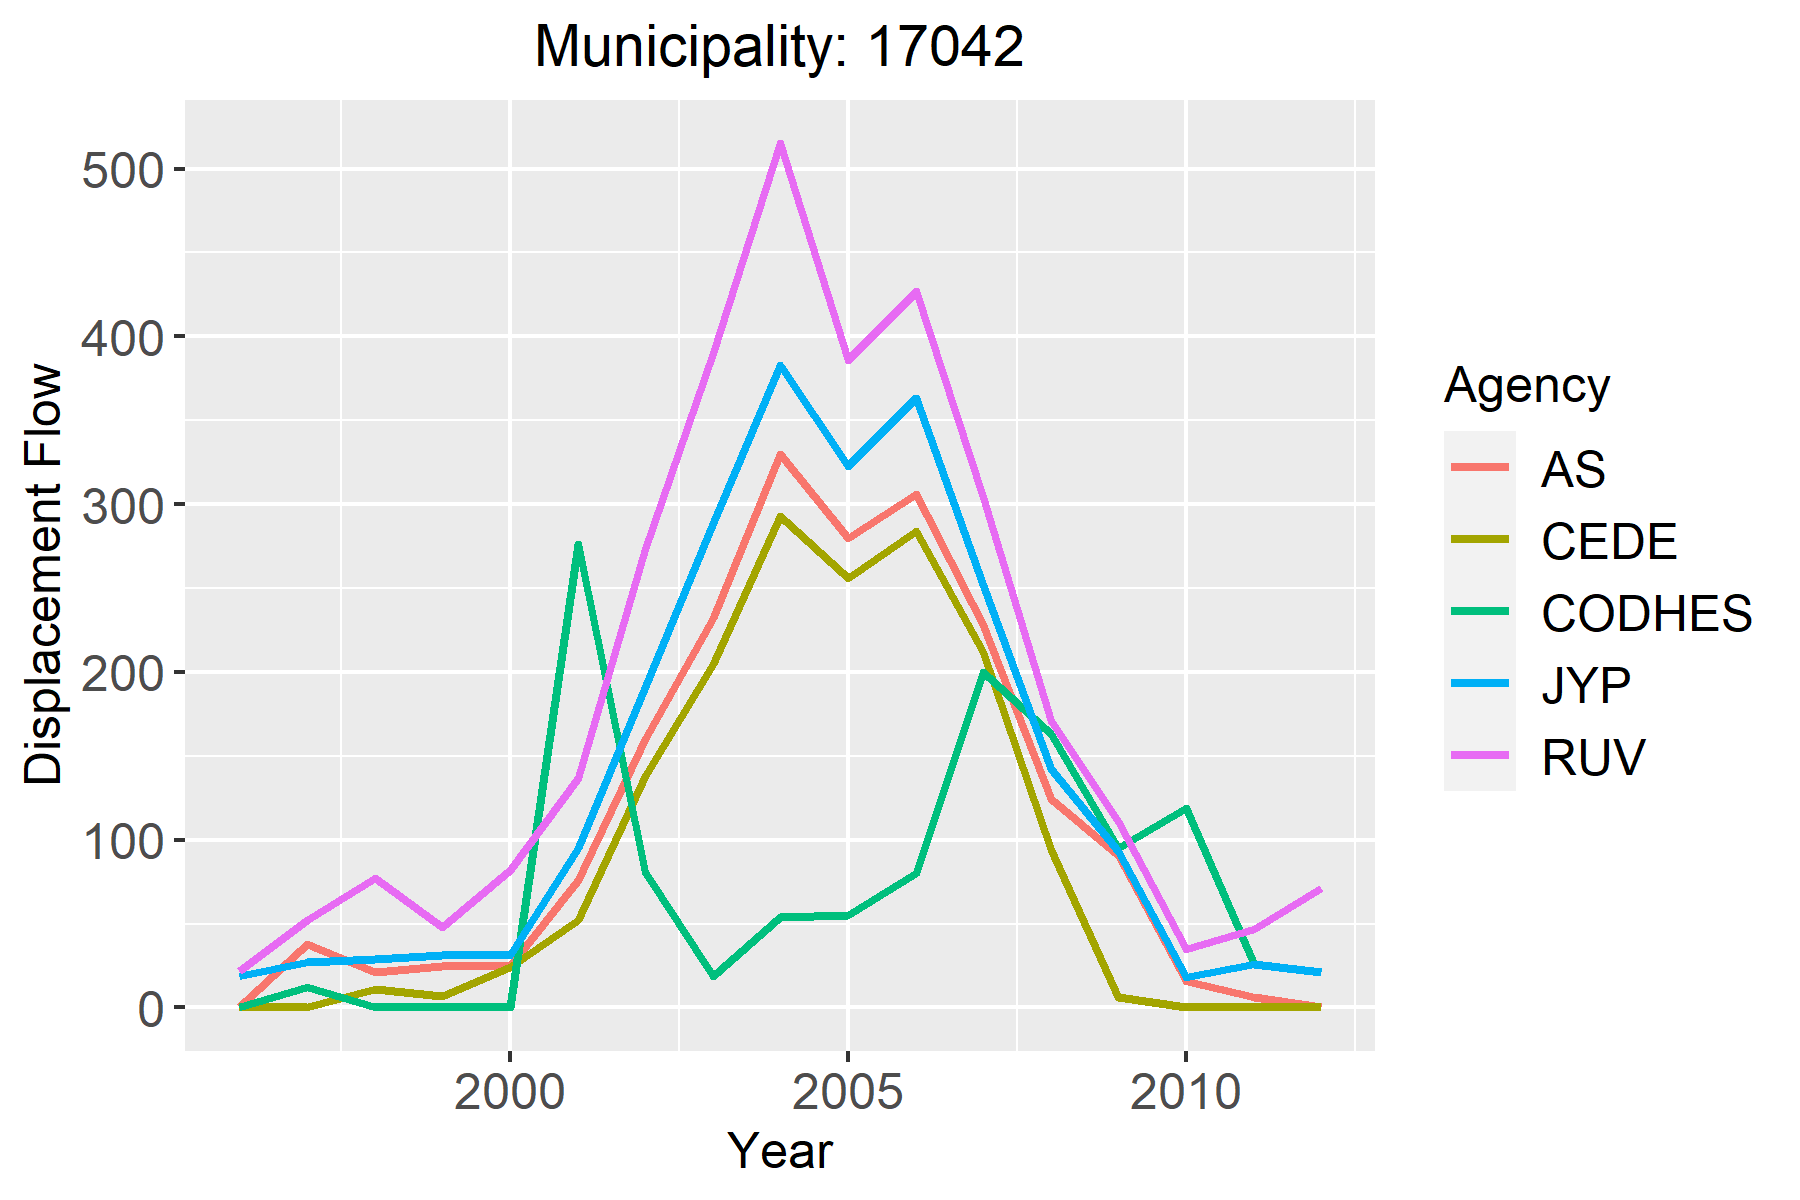 Municipality: 17042
Displacement Flow
500
400
300
200
100
0
2000 2005 2010
Year
Agency
AS
CEDE
CODHES
JYP
RUV